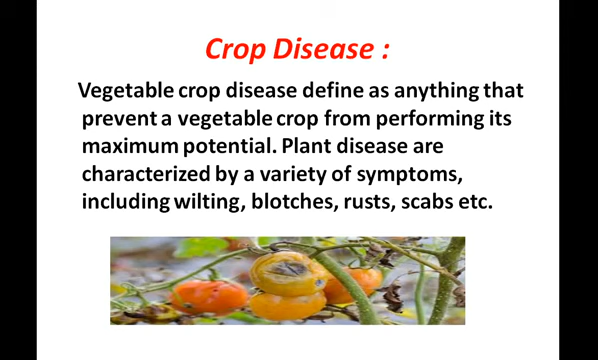 Crop Disease :
Vegetable crop disease define as anything that
prevent a vegetable crop from performing its
maximum potential. Plant disease are
characterized by a variety of symptoms,
including wilting, blotches, rusts, scabs etc.